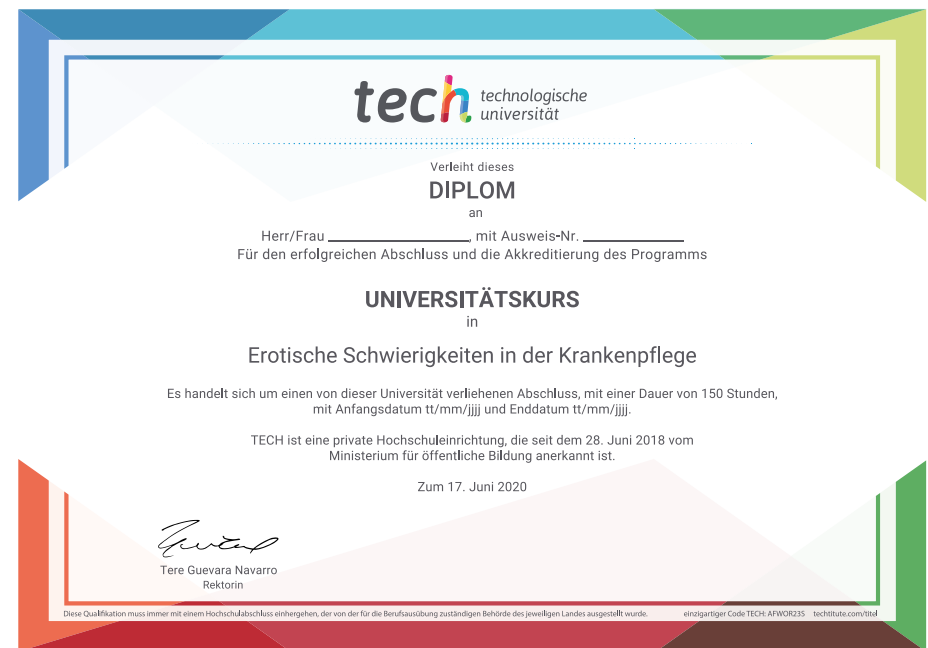 tech technologische
universität
Verleiht dieses
DIPLOM
an
Herr/Frau ____________________, mit Ausweis-Nr. ______________
Für den erfolgreichen Abschluss und die Akkreditierung des Programms
UNIVERSITÄTSKURS
in
Erotische Schwierigkeiten in der Krankenpflege
Es handelt sich um einen von dieser Universität verliehenen Abschluss, mit einer Dauer von 150 Stunden,
mit Anfangsdatum tt/mm/jjjj und Enddatum tt/mm/jjjj.
TECH ist eine private Hochschuleinrichtung, die seit dem 28. Juni 2018 vom
Ministerium für öffentliche Bildung anerkannt ist.
Zum 17. Juni 2020
Tere Guevara Navarro
Rektorin
Diese Qualifikation muss immer mit einem Hochschulabschluss einhergehen, der von der für die Berufsausübung zuständigen Behörde des jeweiligen Landes ausgestellt wurde. einzigartiger Code TECH: AFWOR23S techtitute.com/titel